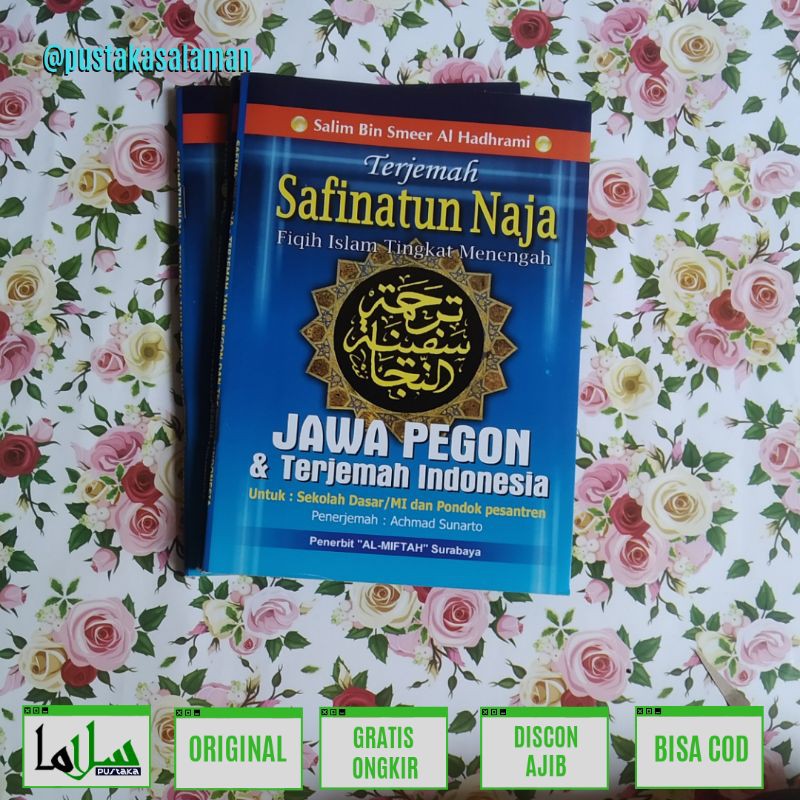 @pustakasalaman
Salim Bin Smeer Al Hadhrami
Terjemah
Safinatun Naja
Fiqih Islam Tingkat Menengah
ترجمة
سفينة
النجا
JAWA PEGON
& Terjemah Indonesia
Untuk : Sekolah Dasar/MI dan Pondok pesantren
Penerjemah : Achmad Sunarto
Penerbit "AL-MIFTAH" Surabaya
سلاما
PUSTAKA
ORIGINAL
GRATIS
ONGKIR
DISCON
AJIB
BISA COD